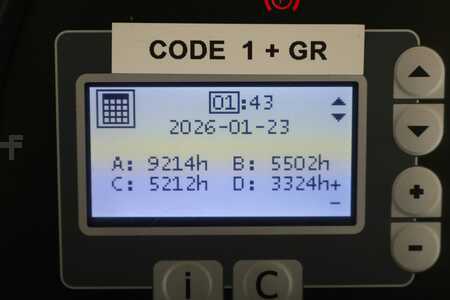 CODE 1 + GR
01:43
2026-01-23
A: 9214h B: 5502h
C: 5212h D: 3324h+
-
+
-
i C
F